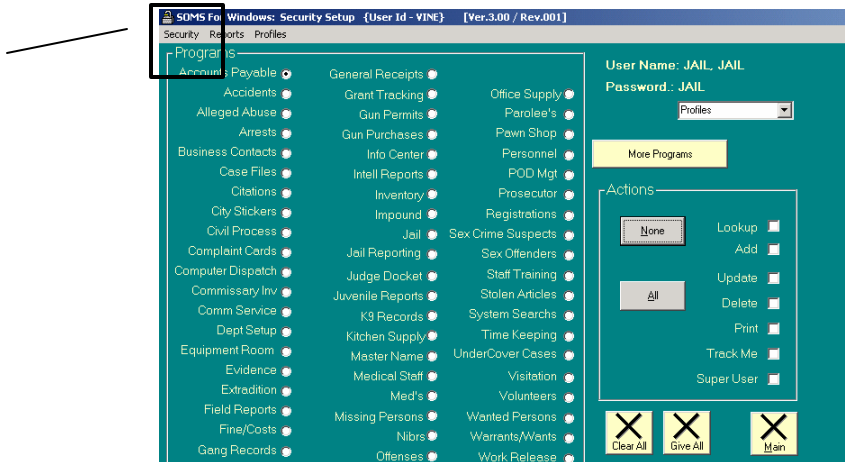 SOMS For Windows: Security Setup {User Id - VINE} [Ver.3.00 / Rev.001]
Security Reports Profiles
Programs
Accounts Payable
Accidents
Alleged Abuse
Arrests
Business Contacts
Case Files
Citations
City Stickers
Civil Process
Complaint Cards
Computer Dispatch
Commissary Inv
Comm Service
Dept Setup
Equipment Room
Evidence
Extradition
Field Reports
Fine/Costs
Gang Records
General Receipts
Grant Tracking
Gun Permits
Gun Purchases
Info Center
Intell Reports
Inventory
Impound
Jail
Jail Reporting
Judge Docket
Juvenile Reports
K9 Records
Kitchen Supply
Master Name
Medical Staff
Med's
Missing Persons
Nibrs
Offenses
Office Supply
Parolee's
Pawn Shop
Personnel
POD Mgt
Prosecutor
Registrations
Sex Crime Suspects
Sex Offenders
Staff Training
Stolen Articles
System Searchs
Time Keeping
UnderCover Cases
Visitation
Volunteers
Wanted Persons
Warrants/Wants
Work Release
User Name: JAIL, JAIL
Password.: JAIL
Profiles
More Programs
Actions
None
All
Lookup
Add
Update
Delete
Print
Track Me
Super User
Clear All
Give All
Main